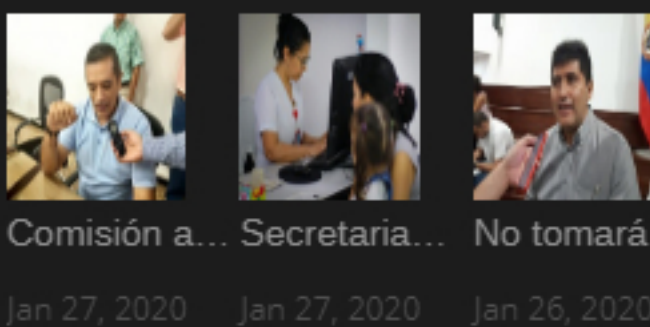 Comisión a...
Secretaria...
No tomará
Jan 27, 2020
Jan 27, 2020
Jan 26, 2020